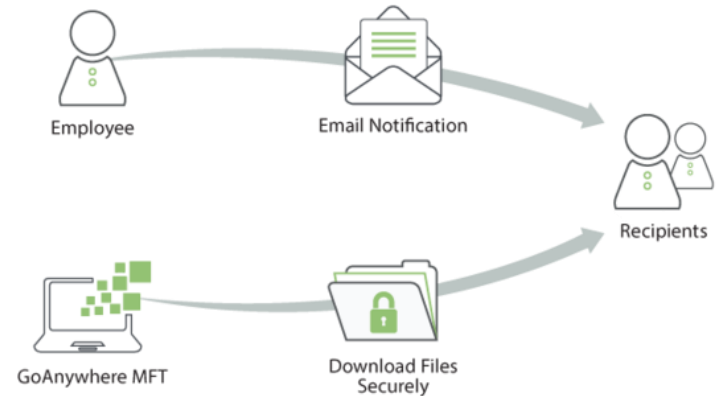 Employee
Email Notification
Recipients
GoAnywhere MFT
Download Files
Securely